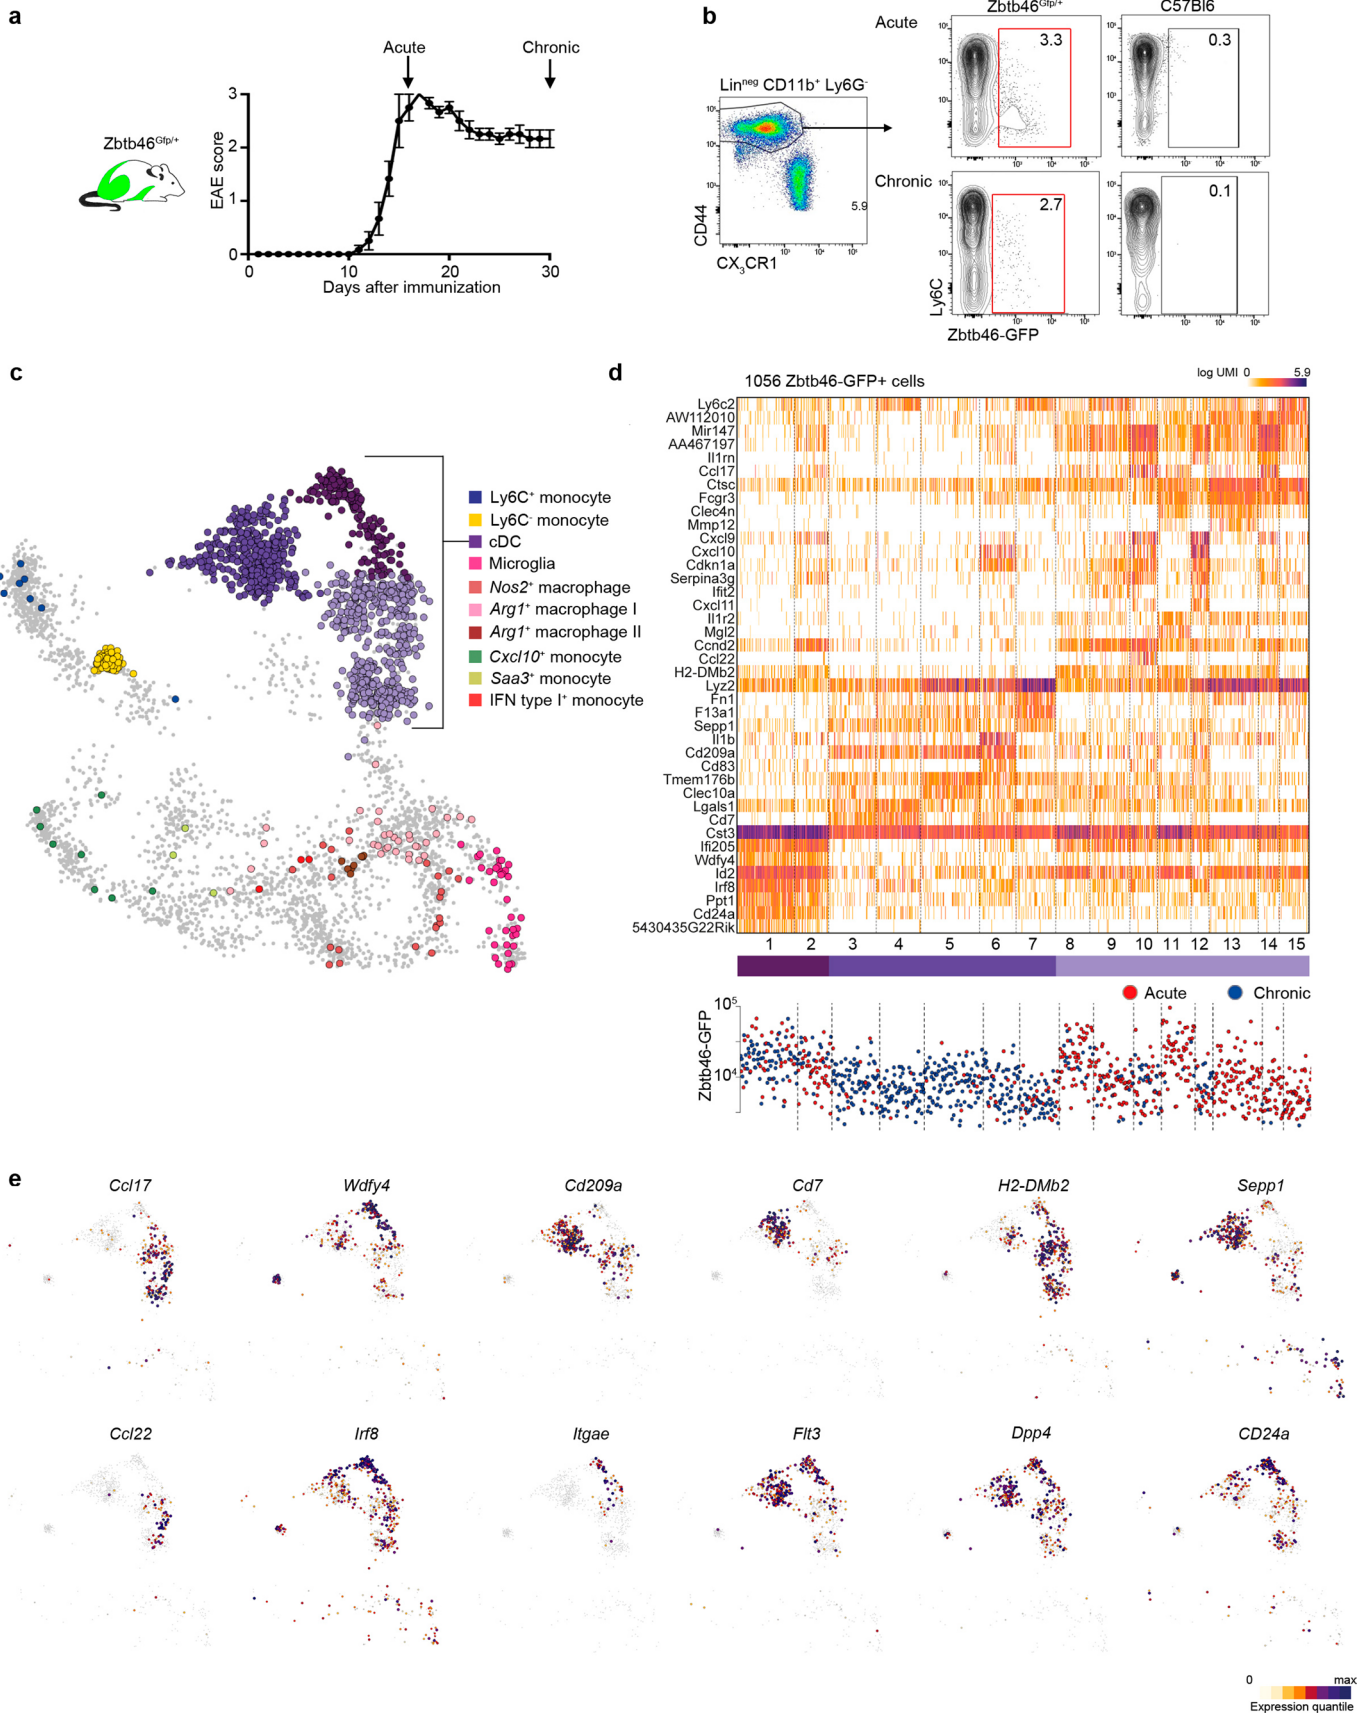 a
Zbtb46Gfp/+
Acute
Chronic
EAE score
3
2
1
0
0
10
20
30
Days after immunization
b
Zbtb46Gfp/+
C57Bl6
Acute
3.3
0.3
Linneg CD11b+ Ly6G-
Chronic
2.7
0.1
5.9
CD44
CX3CR1
Ly6C
Zbtb46-GFP
c
Ly6C+ monocyte
Ly6C- monocyte
cDC
Microglia
Nos2+ macrophage
Arg1+ macrophage I
Arg1+ macrophage II
Cxcl10+ monocyte
Saa3+ monocyte
IFN type I+ monocyte
d
1056 Zbtb46-GFP+ cells
log UMI 0 5.9
Ly6c2
AW112010
Mir147
AA467197
Il1rn
Ccl17
Ctsc
Fcgr3
Clec4n
Mmp12
Cxcl9
Cxcl10
Cdkn1a
Serpina3g
Ifit2
Cxcl11
Il1r2
Mgl2
Ccnd2
Ccl22
H2-DMb2
Lyz2
Fn1
F13a1
Sepp1
Il1b
Cd209a
Cd83
Tmem176b
Clec10a
Lgals1
Cd7
Cst3
Ifi205
Wdfy4
Id2
Irf8
Ppt1
Cd24a
5430435G22Rik
1 2 3 4 5 6 7 8 9 10 11 12 13 14 15
Acute Chronic
Zbtb46-GFP
105
104
e
Ccl17 Wdfy4 Cd209a Cd7 H2-DMb2 Sepp1
Ccl22 Irf8 Itgae Flt3 Dpp4 CD24a
0 max
Expression quantile